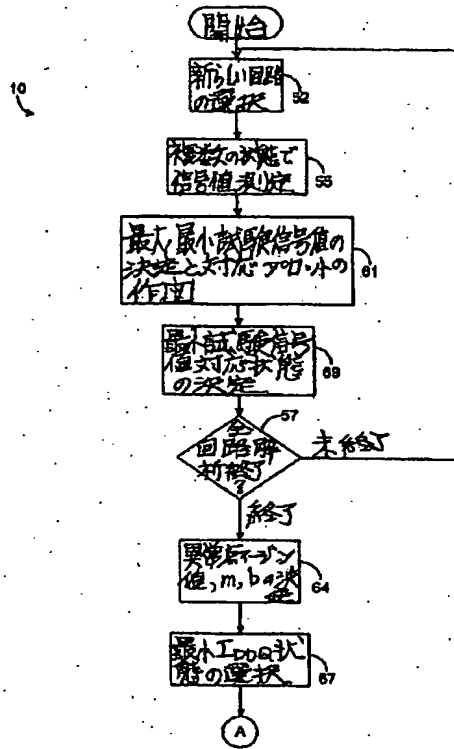 開始
10
新らしい回路
の選択
52
複数の状態で
信号値測定
55
最大,最小試験信号値の
決定と対応プロットの
作画
61
最小試験信号
値対応状態
の決定
69
57
全
回路解
析終了
?
未終了
終了
異常点マージン
値,m,bの決
定
64
最小IDDQ状
態の選択
67
A